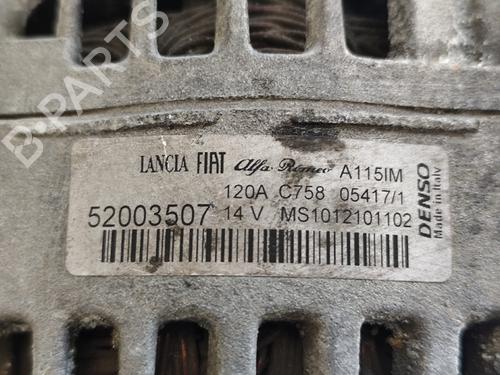 B-PARTS
LANCIA FIAT Alfa-Romeo A115IM
120A C758 05417/1
52003507 14 V MS1012101102
DENSO
Made in Italy